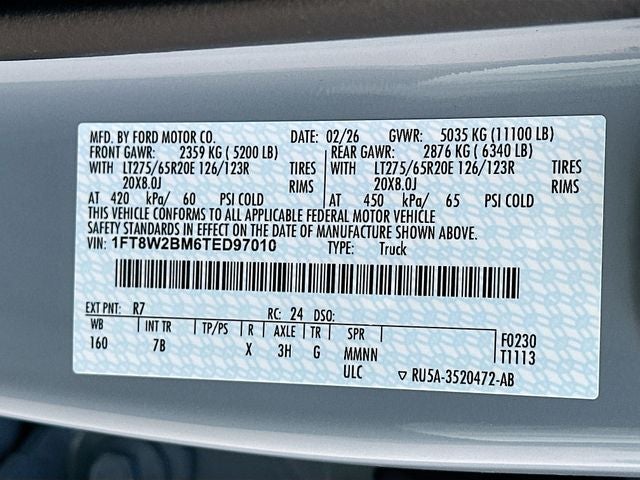 MFD. BY FORD MOTOR CO. DATE: 02/26 GVWR: 5035 KG (11100 LB)
FRONT GAWR: 2359 KG ( 5200 LB) REAR GAWR: 2876 KG ( 6340 LB)
WITH LT275/65R20E 126/123R TIRES WITH LT275/65R20E 126/123R TIRES
20X8.0J RIMS 20X8.0J RIMS
AT 420 kPa/ 60 PSI COLD AT 450 kPa/ 65 PSI COLD
THIS VEHICLE CONFORMS TO ALL APPLICABLE FEDERAL MOTOR VEHICLE
SAFETY STANDARDS IN EFFECT ON THE DATE OF MANUFACTURE SHOWN ABOVE.
VIN: 1FT8W2BM6TED97010 TYPE: Truck
EXT PNT: R7 RC: 24 DSO:
WB INT TR TP/PS R AXLE TR SPR F0230
160 7B X 3H G MMNN T1113
ULC ▽ RU5A-3520472-AB